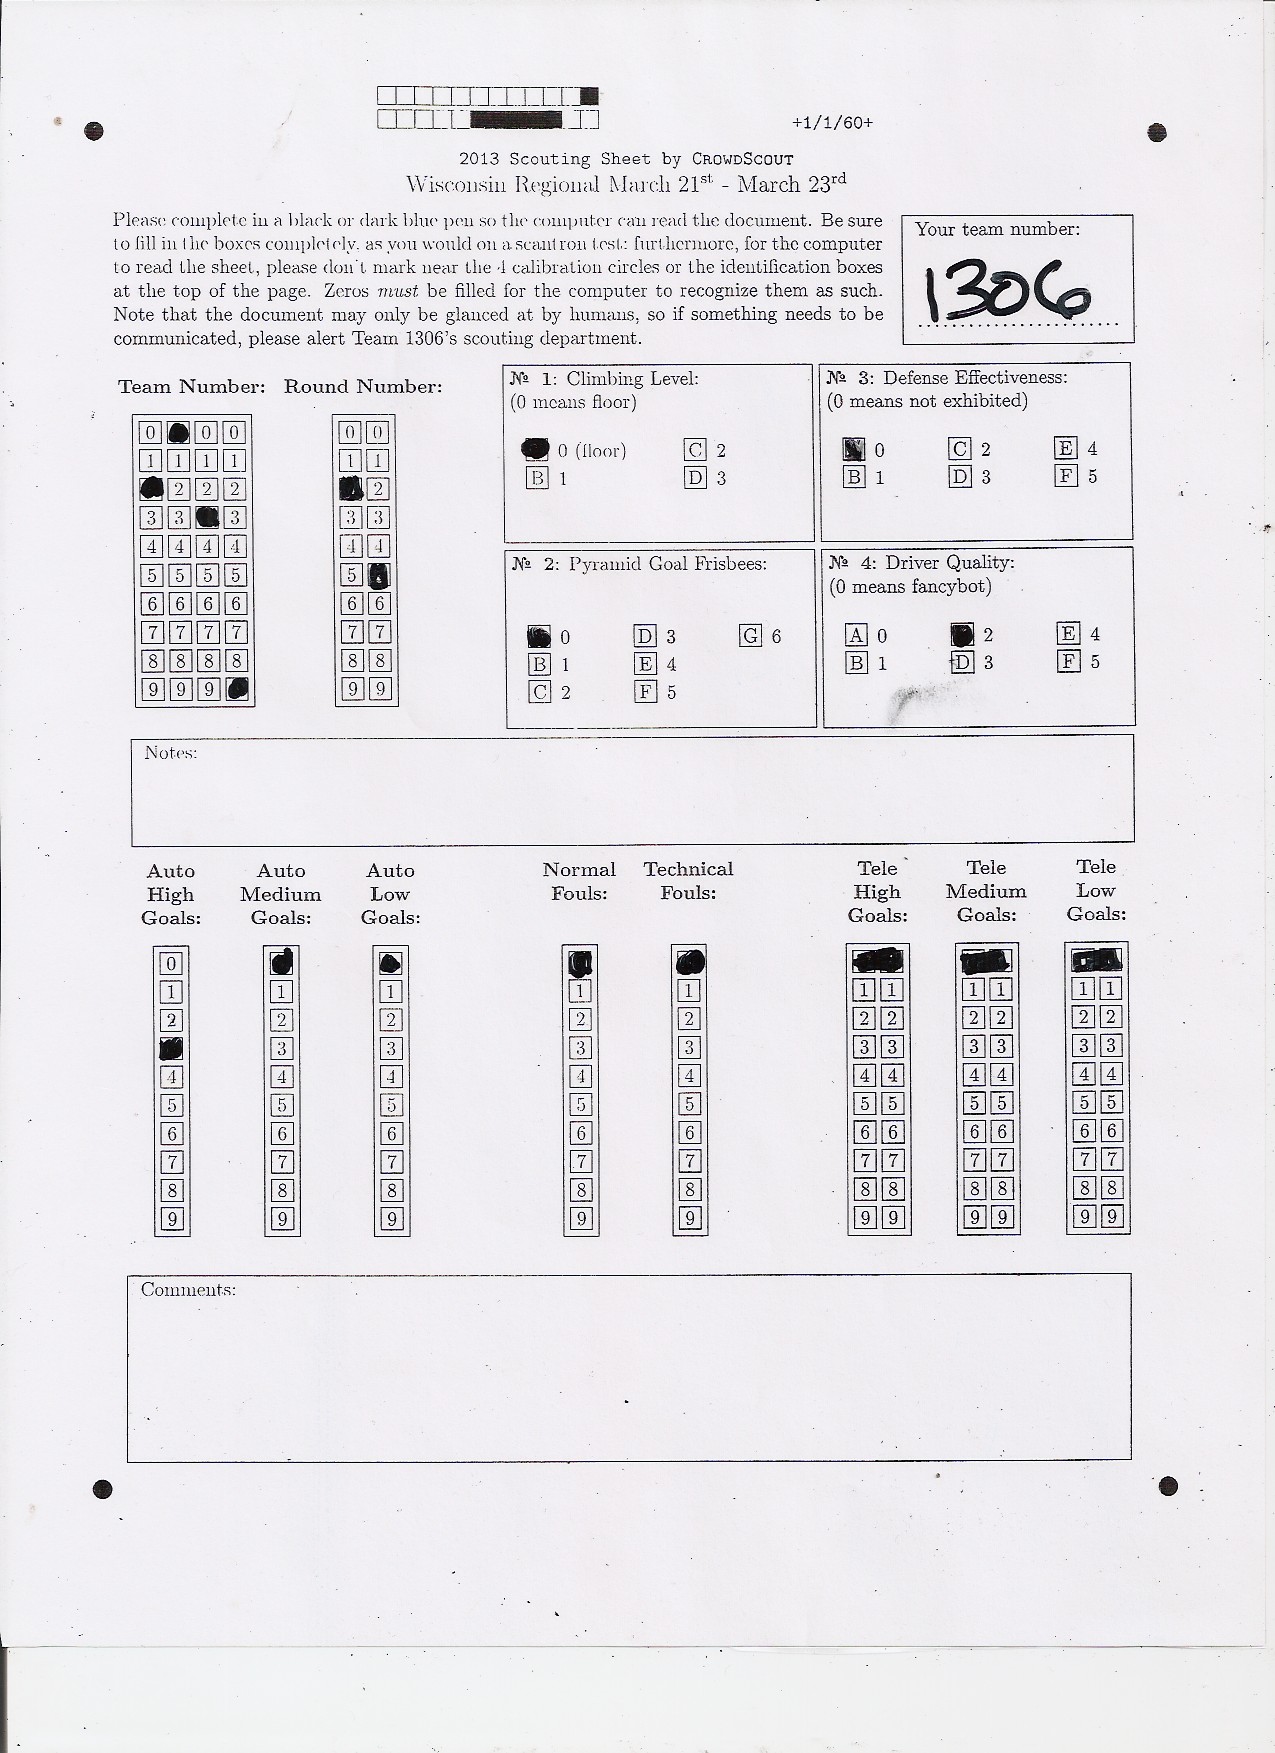 +1/1/60+
2013 Scouting Sheet by CROWDSCOUT
Wisconsin Regional March 21st - March 23rd
Please complete in a black or dark blue pen so the computer can read the document. Be sure
to fill in the boxes completely, as you would on a scantron test; furthermore, for the computer
to read the sheet, please don't mark near the 4 calibration circles or the identification boxes
at the top of the page. Zeros must be filled for the computer to recognize them as such.
Note that the document may only be glanced at by humans, so if something needs to be
communicated, please alert Team 1306's scouting department.
Your team number:
1306
Team Number: Round Number:
0 0 0 0 0
1 1 1 1 1 1
2 2 2 2
3 3 3 3 3
4 4 4 4 4 4
5 5 5 5 5
6 6 6 6 6 6
7 7 7 7 7 7
8 8 8 8 8 8
9 9 9 9 9
№ 1: Climbing Level:
(0 means floor)
0 (floor) C 2
B 1 D 3
№ 3: Defense Effectiveness:
(0 means not exhibited)
0 C 2 E 4
B 1 D 3 F 5
№ 2: Pyramid Goal Frisbees:
0 D 3 G 6
B 1 E 4
C 2 F 5
№ 4: Driver Quality:
(0 means fancybot)
A 0 2 E 4
B 1 D 3 F 5
Notes:
Auto Auto Auto Normal Technical Tele Tele Tele
High Medium Low Fouls: Fouls: High Medium Low
Goals: Goals: Goals: Goals: Goals: Goals:
0
1 1 1 1 1 1 1 1 1 1 1
2 2 2 2 2 2 2 2 2 2 2
3 3 3 3 3 3 3 3 3 3
4 4 4 4 4 4 4 4 4 4 4
5 5 5 5 5 5 5 5 5 5 5
6 6 6 6 6 6 6 6 6 6 6
7 7 7 7 7 7 7 7 7 7 7
8 8 8 8 8 8 8 8 8 8 8
9 9 9 9 9 9 9 9 9 9 9
Comments: